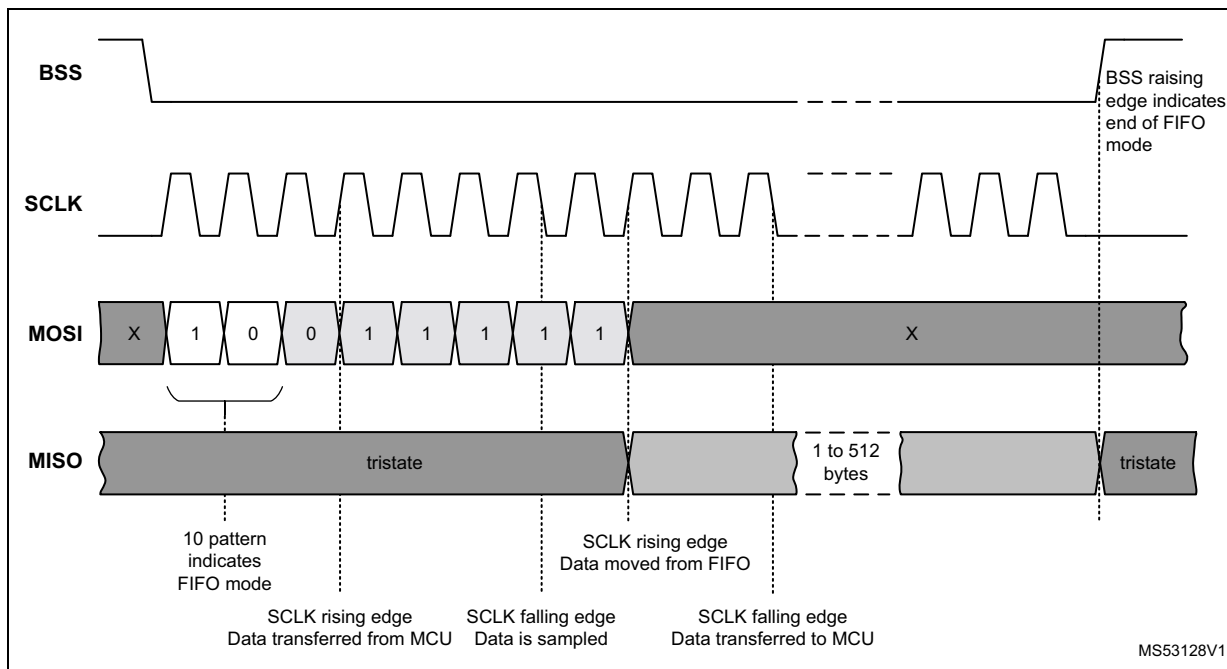 BSS
BSS raising
edge indicates
end of FIFO
mode
SCLK
MOSI
X
1
0
0
1
1
1
1
1
X
MISO
tristate
1 to 512
bytes
tristate
10 pattern
indicates
FIFO mode
SCLK rising edge
Data moved from FIFO
SCLK rising edge
Data transferred from MCU
SCLK falling edge
Data is sampled
SCLK falling edge
Data transferred to MCU
MS53128V1